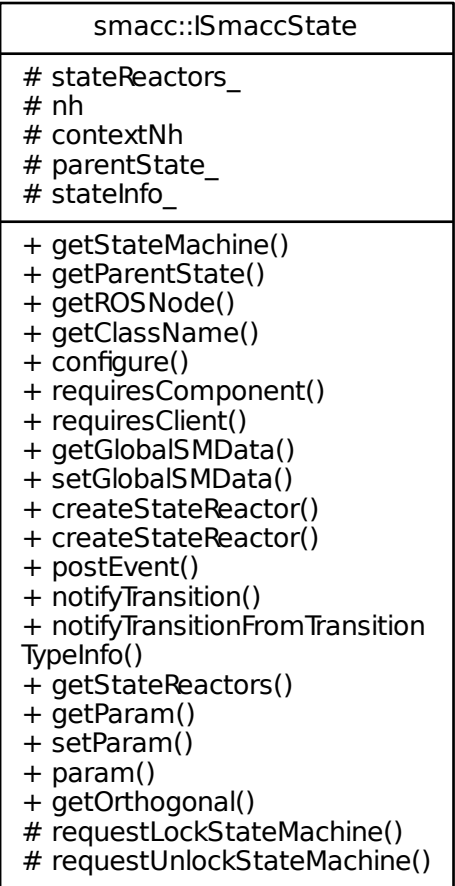 smacc::ISmaccState
# stateReactors_
# nh
# contextNh
# parentState_
# stateInfo_
+ getStateMachine()
+ getParentState()
+ getROSNode()
+ getClassName()
+ configure()
+ requiresComponent()
+ requiresClient()
+ getGlobalSMData()
+ setGlobalSMData()
+ createStateReactor()
+ createStateReactor()
+ postEvent()
+ notifyTransition()
+ notifyTransitionFromTransition
TypeInfo()
+ getStateReactors()
+ getParam()
+ setParam()
+ param()
+ getOrthogonal()
# requestLockStateMachine()
# requestUnlockStateMachine()